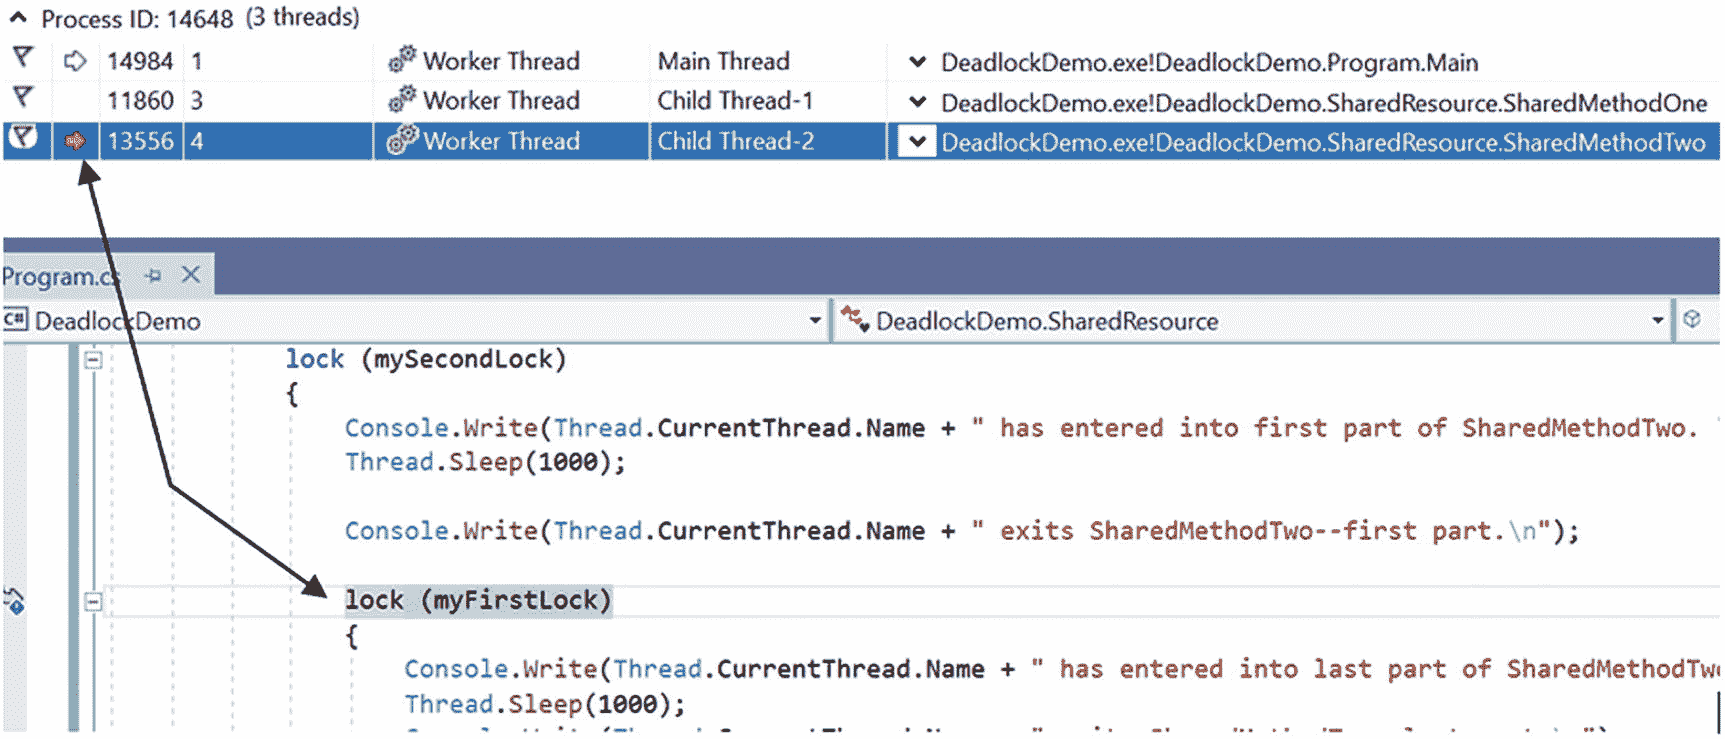 Process ID: 14648 (3 threads)
14984 1 Worker Thread Main Thread DeadlockDemo.exe!DeadlockDemo.Program.Main
11860 3 Worker Thread Child Thread-1 DeadlockDemo.exe!DeadlockDemo.SharedResource.SharedMethodOne
13556 4 Worker Thread Child Thread-2 DeadlockDemo.exe!DeadlockDemo.SharedResource.SharedMethodTwo
Program.cs
C# DeadlockDemo DeadlockDemo.SharedResource
lock (mySecondLock)
{
Console.Write(Thread.CurrentThread.Name + " has entered into first part of SharedMethodTwo.
Thread.Sleep(1000);
Console.Write(Thread.CurrentThread.Name + " exits SharedMethodTwo--first part.\n");
lock (myFirstLock)
{
Console.Write(Thread.CurrentThread.Name + " has entered into last part of SharedMethodTw
Thread.Sleep(1000);